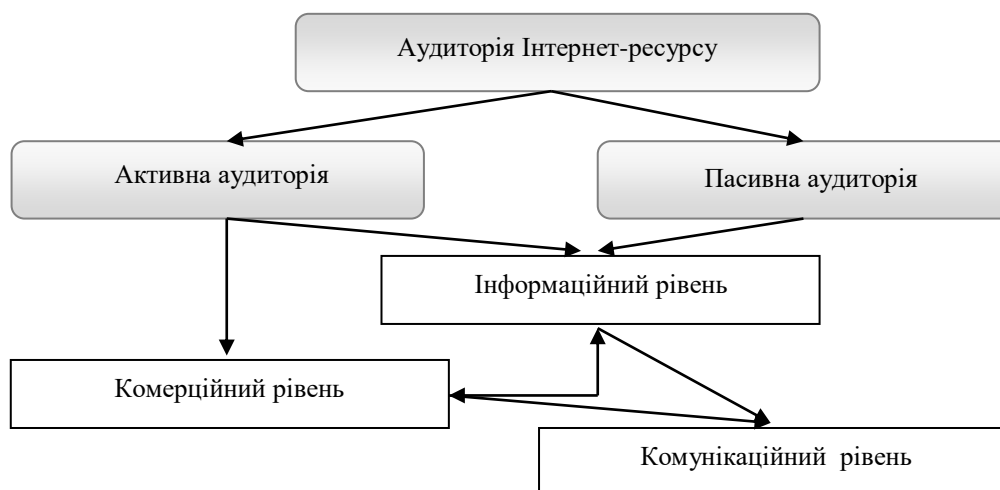 Аудиторія Інтернет-ресурсу
Активна аудиторія
Пасивна аудиторія
Інформаційний рівень
Комерційний рівень
Комунікаційний рівень